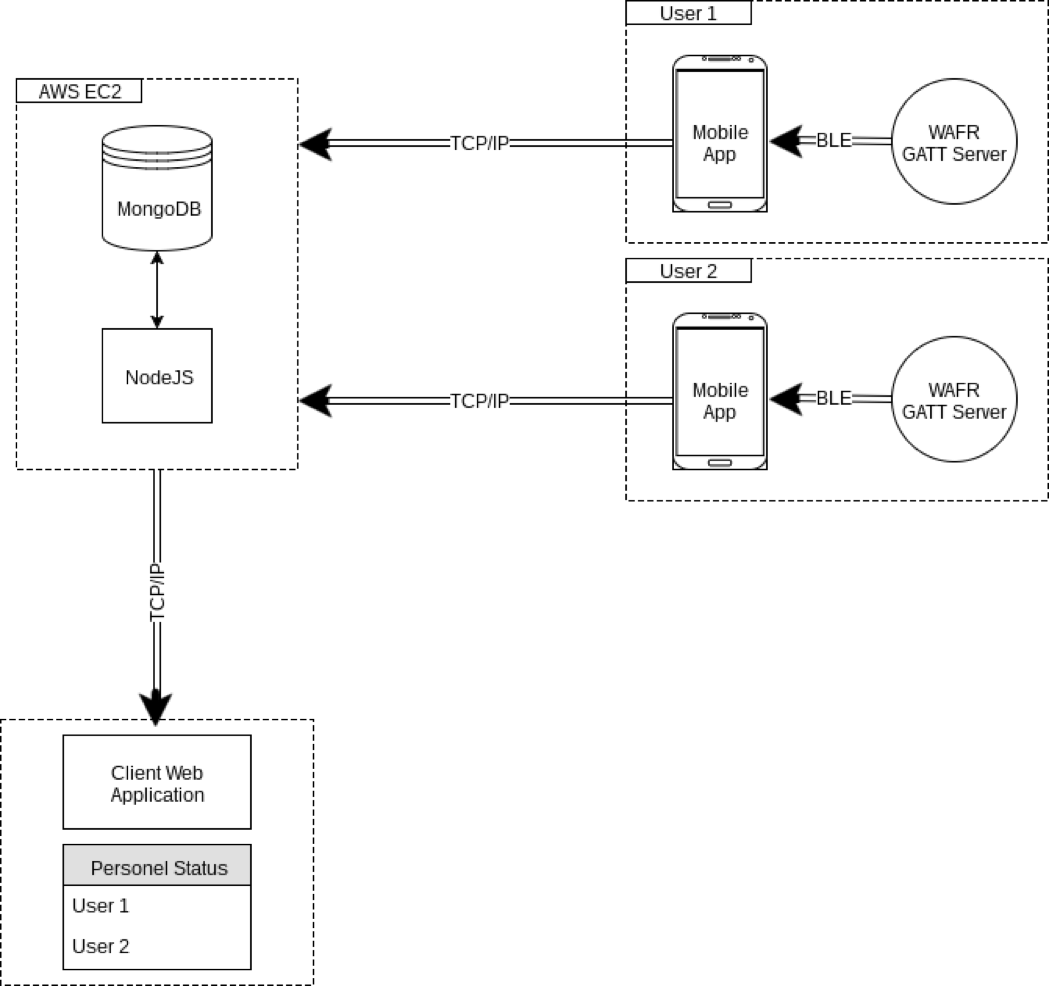 User 1
AWS EC2
MongoDB
NodeJS
TCP/IP
Mobile
App
BLE
WAFR
GATT Server
User 2
TCP/IP
Mobile
App
BLE
WAFR
GATT Server
TCP/IP
Client Web
Application
Personel Status
User 1
User 2